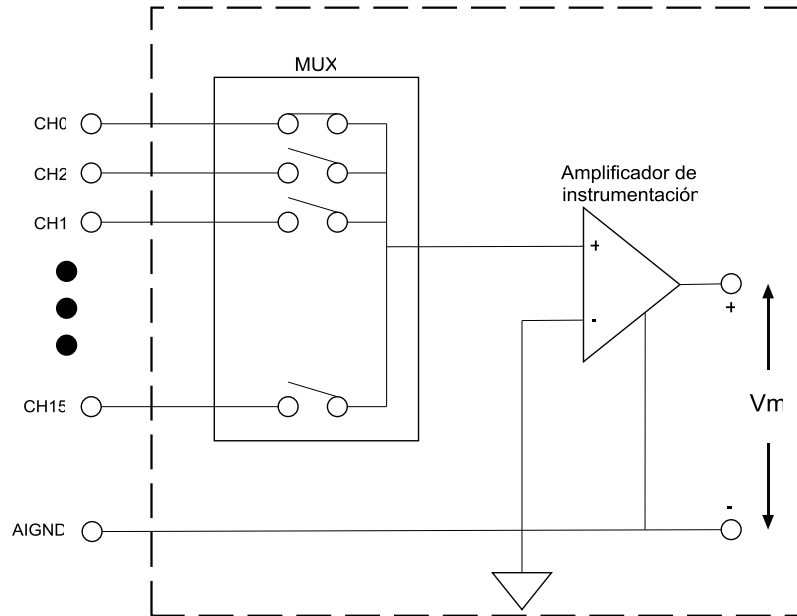 MUX
CH0
CH2
CH1
CH15
AIGND
Amplificador de
instrumentación
+
-
+
Vm
-